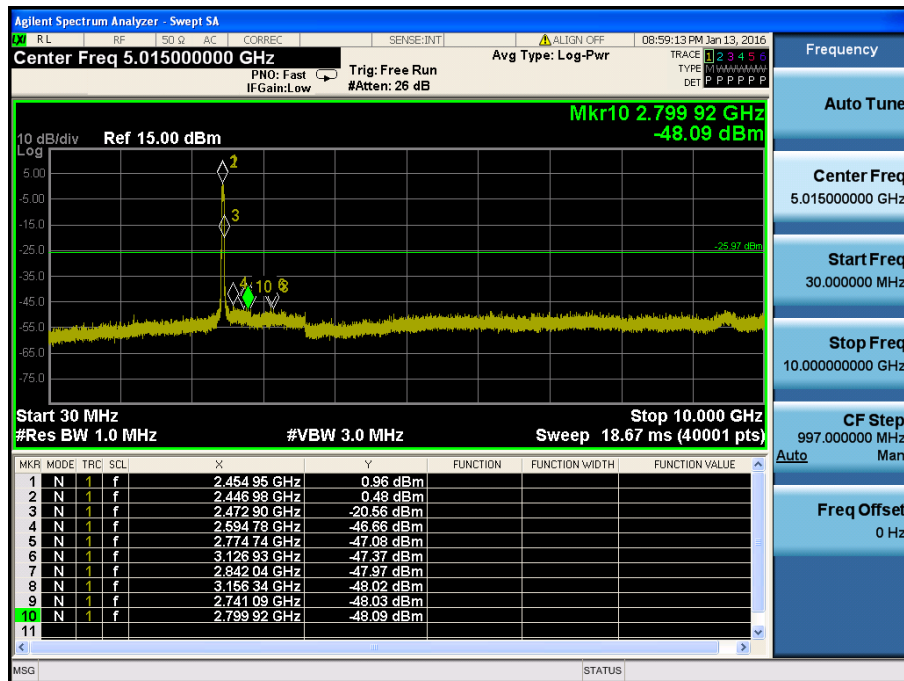 Agilent Spectrum Analyzer - Swept SA
LXI RL RF 50 Ω AC CORREC SENSE:INT ALIGN OFF 08:59:13 PM Jan 13, 2016
Center Freq 5.015000000 GHz
PNO: Fast
IFGain:Low
Trig: Free Run
#Atten: 26 dB
Avg Type: Log-Pwr
TRACE 1 2 3 4 5 6
TYPE M WWWWW
DET P P P P P P
Mkr10 2.799 92 GHz
-48.09 dBm
10 dB/div Ref 15.00 dBm
Log
5.00
-5.00
-15.0
-25.0
-35.0
-45.0
-55.0
-65.0
-75.0
2
3
4
10
6
-25.97 dBm
Start 30 MHz Stop 10.000 GHz
#Res BW 1.0 MHz #VBW 3.0 MHz Sweep 18.67 ms (40001 pts)
MKR MODE TRC SCL X Y FUNCTION FUNCTION WIDTH FUNCTION VALUE
1 N 1 f 2.454 95 GHz 0.96 dBm
2 N 1 f 2.446 98 GHz 0.48 dBm
3 N 1 f 2.472 90 GHz -20.56 dBm
4 N 1 f 2.594 78 GHz -46.66 dBm
5 N 1 f 2.774 74 GHz -47.08 dBm
6 N 1 f 3.126 93 GHz -47.37 dBm
7 N 1 f 2.842 04 GHz -47.97 dBm
8 N 1 f 3.156 34 GHz -48.02 dBm
9 N 1 f 2.741 09 GHz -48.03 dBm
10 N 1 f 2.799 92 GHz -48.09 dBm
11
MSG STATUS
Frequency
Auto Tune
Center Freq
5.015000000 GHz
Start Freq
30.000000 MHz
Stop Freq
10.000000000 GHz
CF Step
997.000000 MHz
Auto Man
Freq Offset
0 Hz